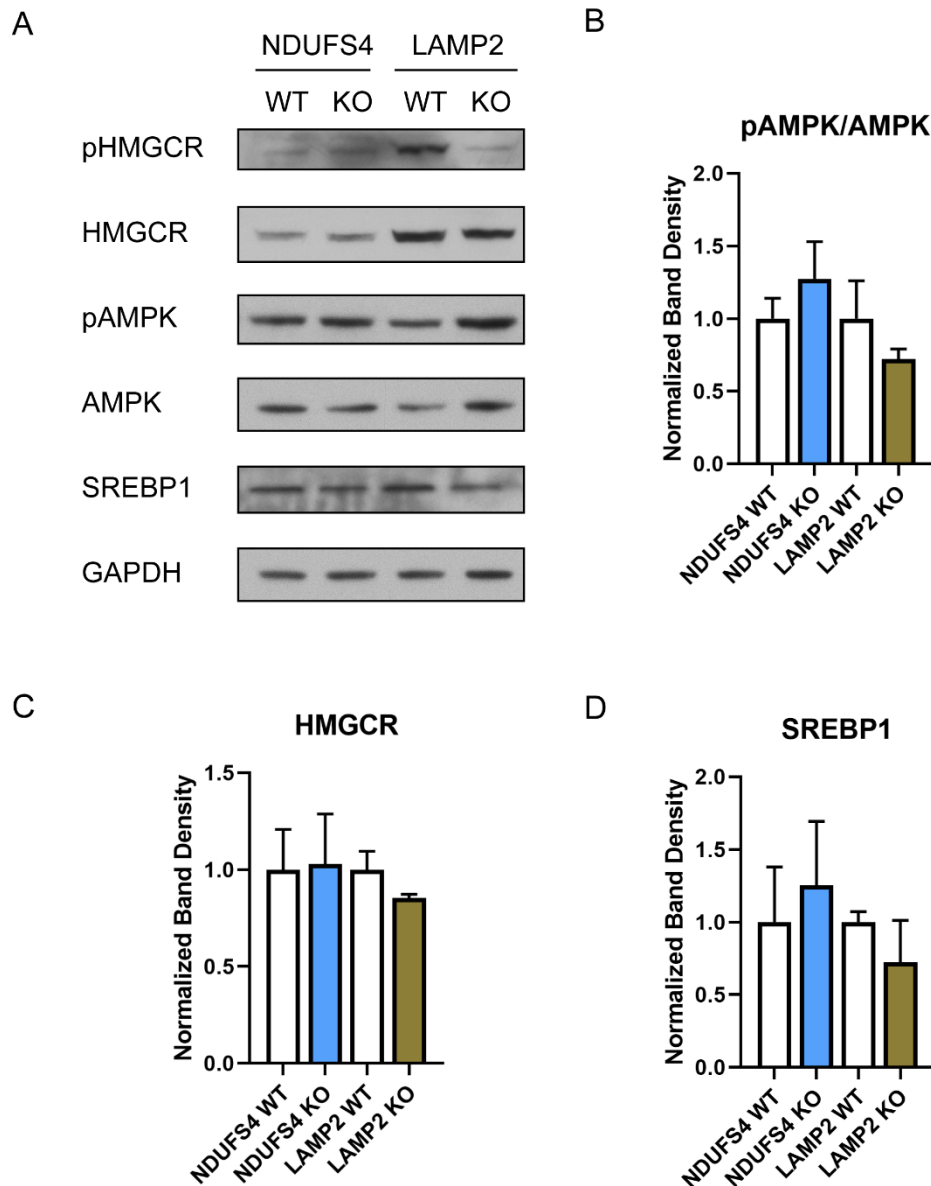 A
NDUFS4 LAMP2
WT KO WT KO
pHMGCR
HMGCR
pAMPK
AMPK
SREBP1
GAPDH
B
pAMPK/AMPK
Normalized Band Density
2.0
1.5
1.0
0.5
0.0
NDUFS4 WT
NDUFS4 KO
LAMP2 WT
LAMP2 KO
C
HMGCR
Normalized Band Density
1.5
1.0
0.5
0.0
NDUFS4 WT
NDUFS4 KO
LAMP2 WT
LAMP2 KO
D
SREBP1
Normalized Band Density
2.0
1.5
1.0
0.5
0.0
NDUFS4 WT
NDUFS4 KO
LAMP2 WT
LAMP2 KO